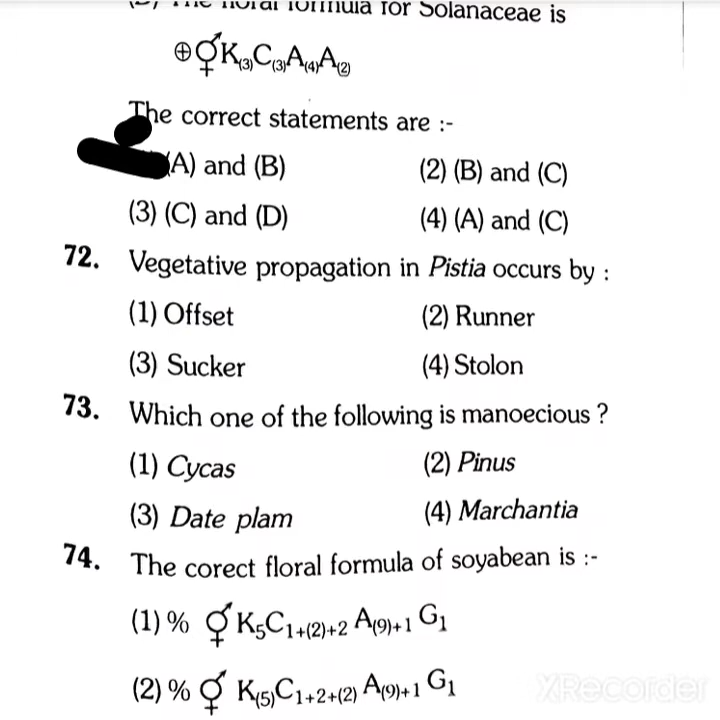 The floral formula for Solanaceae is
⊕ ⚥ K(3)C(3)A(4)A(2)
The correct statements are :-
(A) and (B) (2) (B) and (C)
(3) (C) and (D) (4) (A) and (C)
72. Vegetative propagation in Pistia occurs by :
(1) Offset (2) Runner
(3) Sucker (4) Stolon
73. Which one of the following is manoecious ?
(1) Cycas (2) Pinus
(3) Date plam (4) Marchantia
74. The corect floral formula of soyabean is :-
(1) % ⚥ K5C1+(2)+2 A(9)+1 G1
(2) % ⚥ K(5)C1+2+(2) A(9)+1 G1
XRecorder